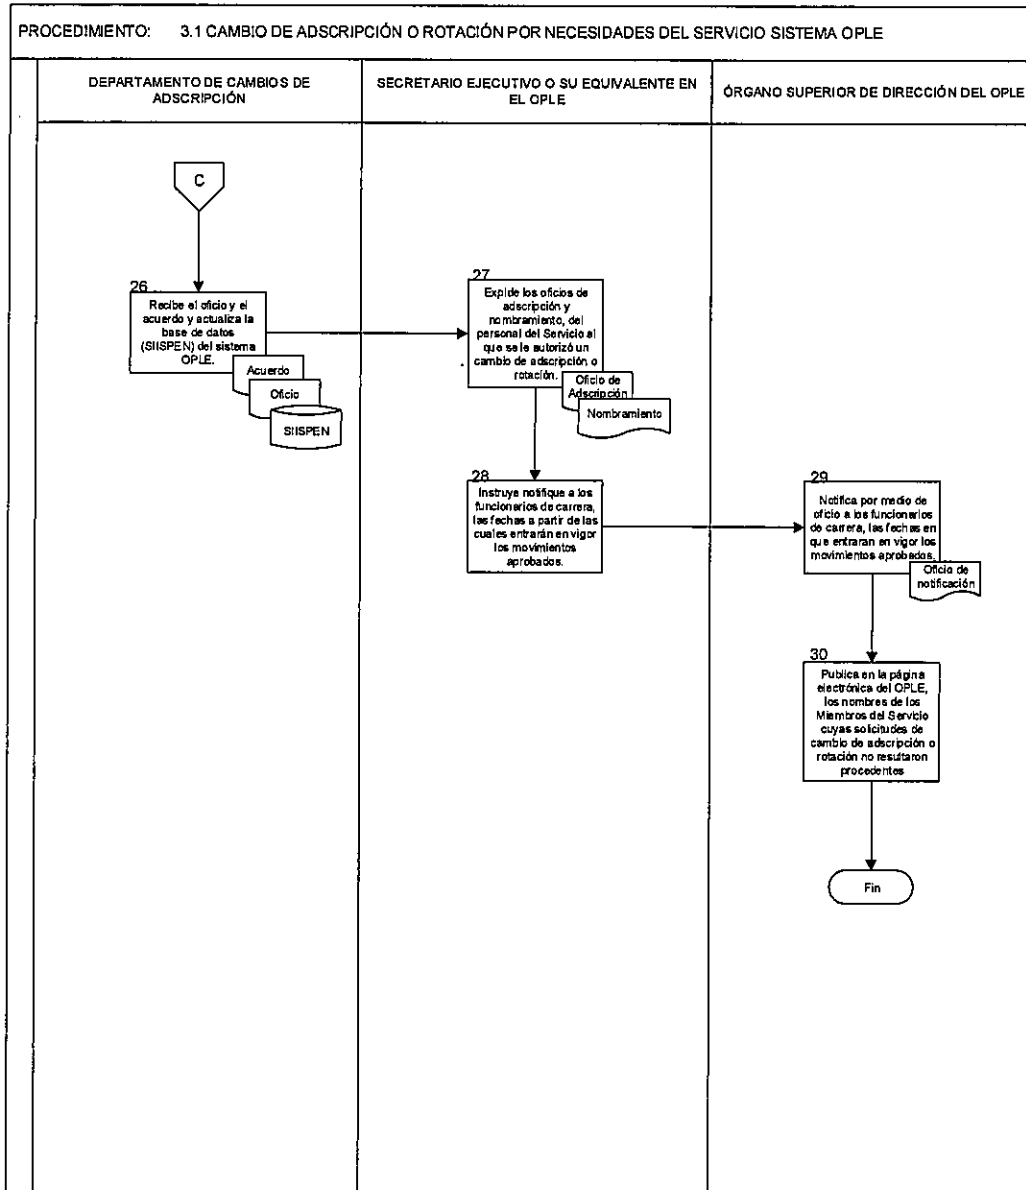 PROCEDIMIENTO: 3.1 CAMBIO DE ADSCRIPCIÓN O ROTACIÓN POR NECESIDADES DEL SERVICIO SISTEMA OPLE
DEPARTAMENTO DE CAMBIOS DE
ADSCRIPCIÓN
SECRETARIO EJECUTIVO O SU EQUIVALENTE EN
EL OPLE
ÓRGANO SUPERIOR DE DIRECCIÓN DEL OPLE
C
26
Recibe el oficio y el
acuerdo y actualiza la
base de datos
(SIISPEN) del sistema
OPLE.
Acuerdo
Oficio
SIISPEN
27
Expide los oficios de
adscripción y
nombramiento, del
personal del Servicio al
que se le autorizó un
cambio de adscripción o
rotación.
Oficio de
Adscripción
Nombramiento
28
Instruye notifique a los
funcionarios de carrera,
las fechas a partir de las
cuales entrarán en vigor
los movimientos
aprobados.
29
Notifica por medio de
oficio a los funcionarios
de carrera, las fechas en
que entraran en vigor los
movimientos aprobados.
Oficio de
notificación
30
Publica en la página
electrónica del OPLE,
los nombres de los
Miembros del Servicio
cuyas solicitudes de
cambio de adscripción o
rotación no resultaron
procedentes
Fin